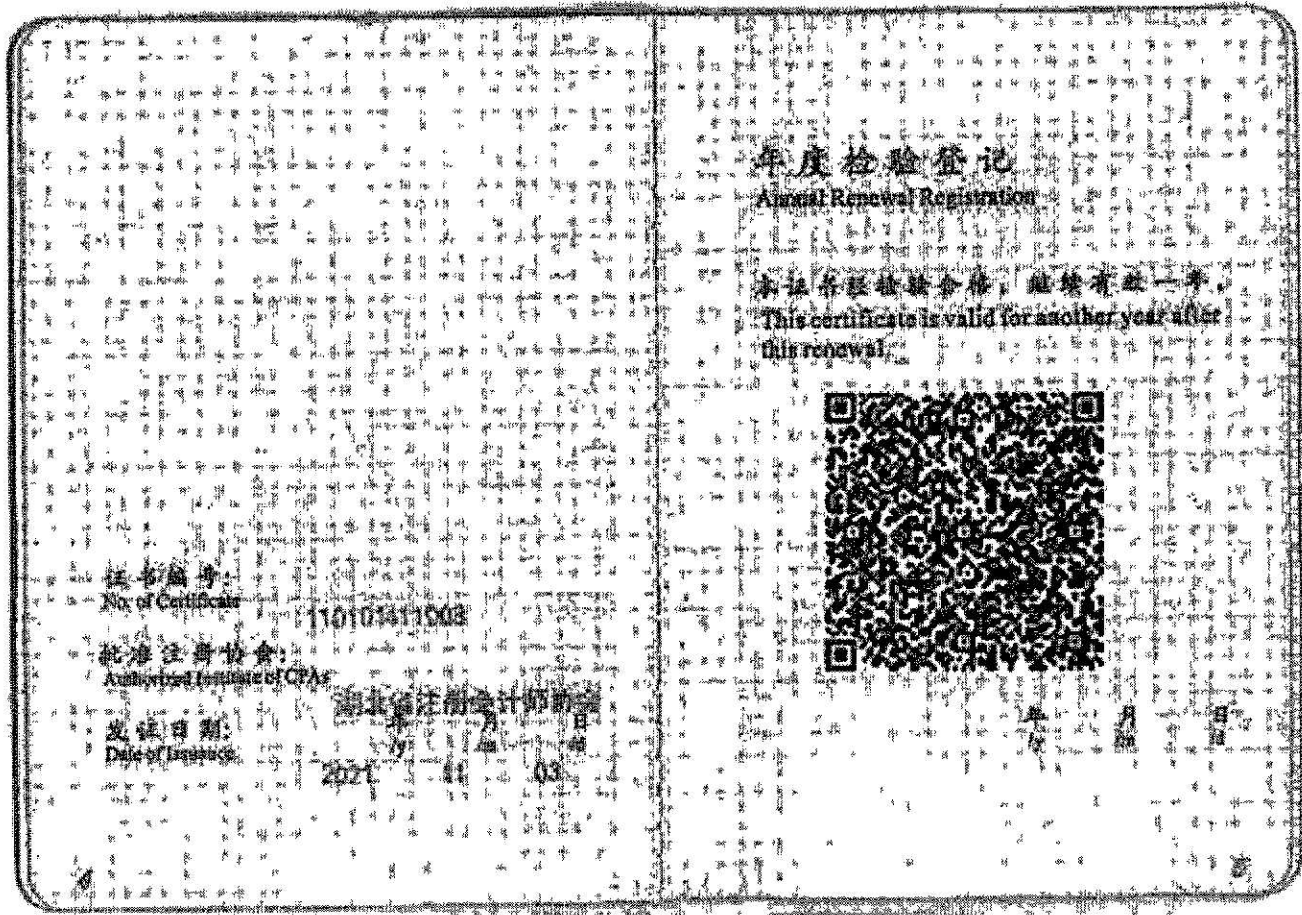 证书编号：
No. of Certificate
110101411003
批准注册协会：
Authorized Institute of CPAs
湖北省注册会计师协会
发证日期：
Date of Issuance
年 月 日
/y /m /d
2021 11 03
4
年度检验登记
Annual Renewal Registration
本证书经检验合格，继续有效一年。
This certificate is valid for another year after
this renewal.
年 月 日
/y /m /d
5